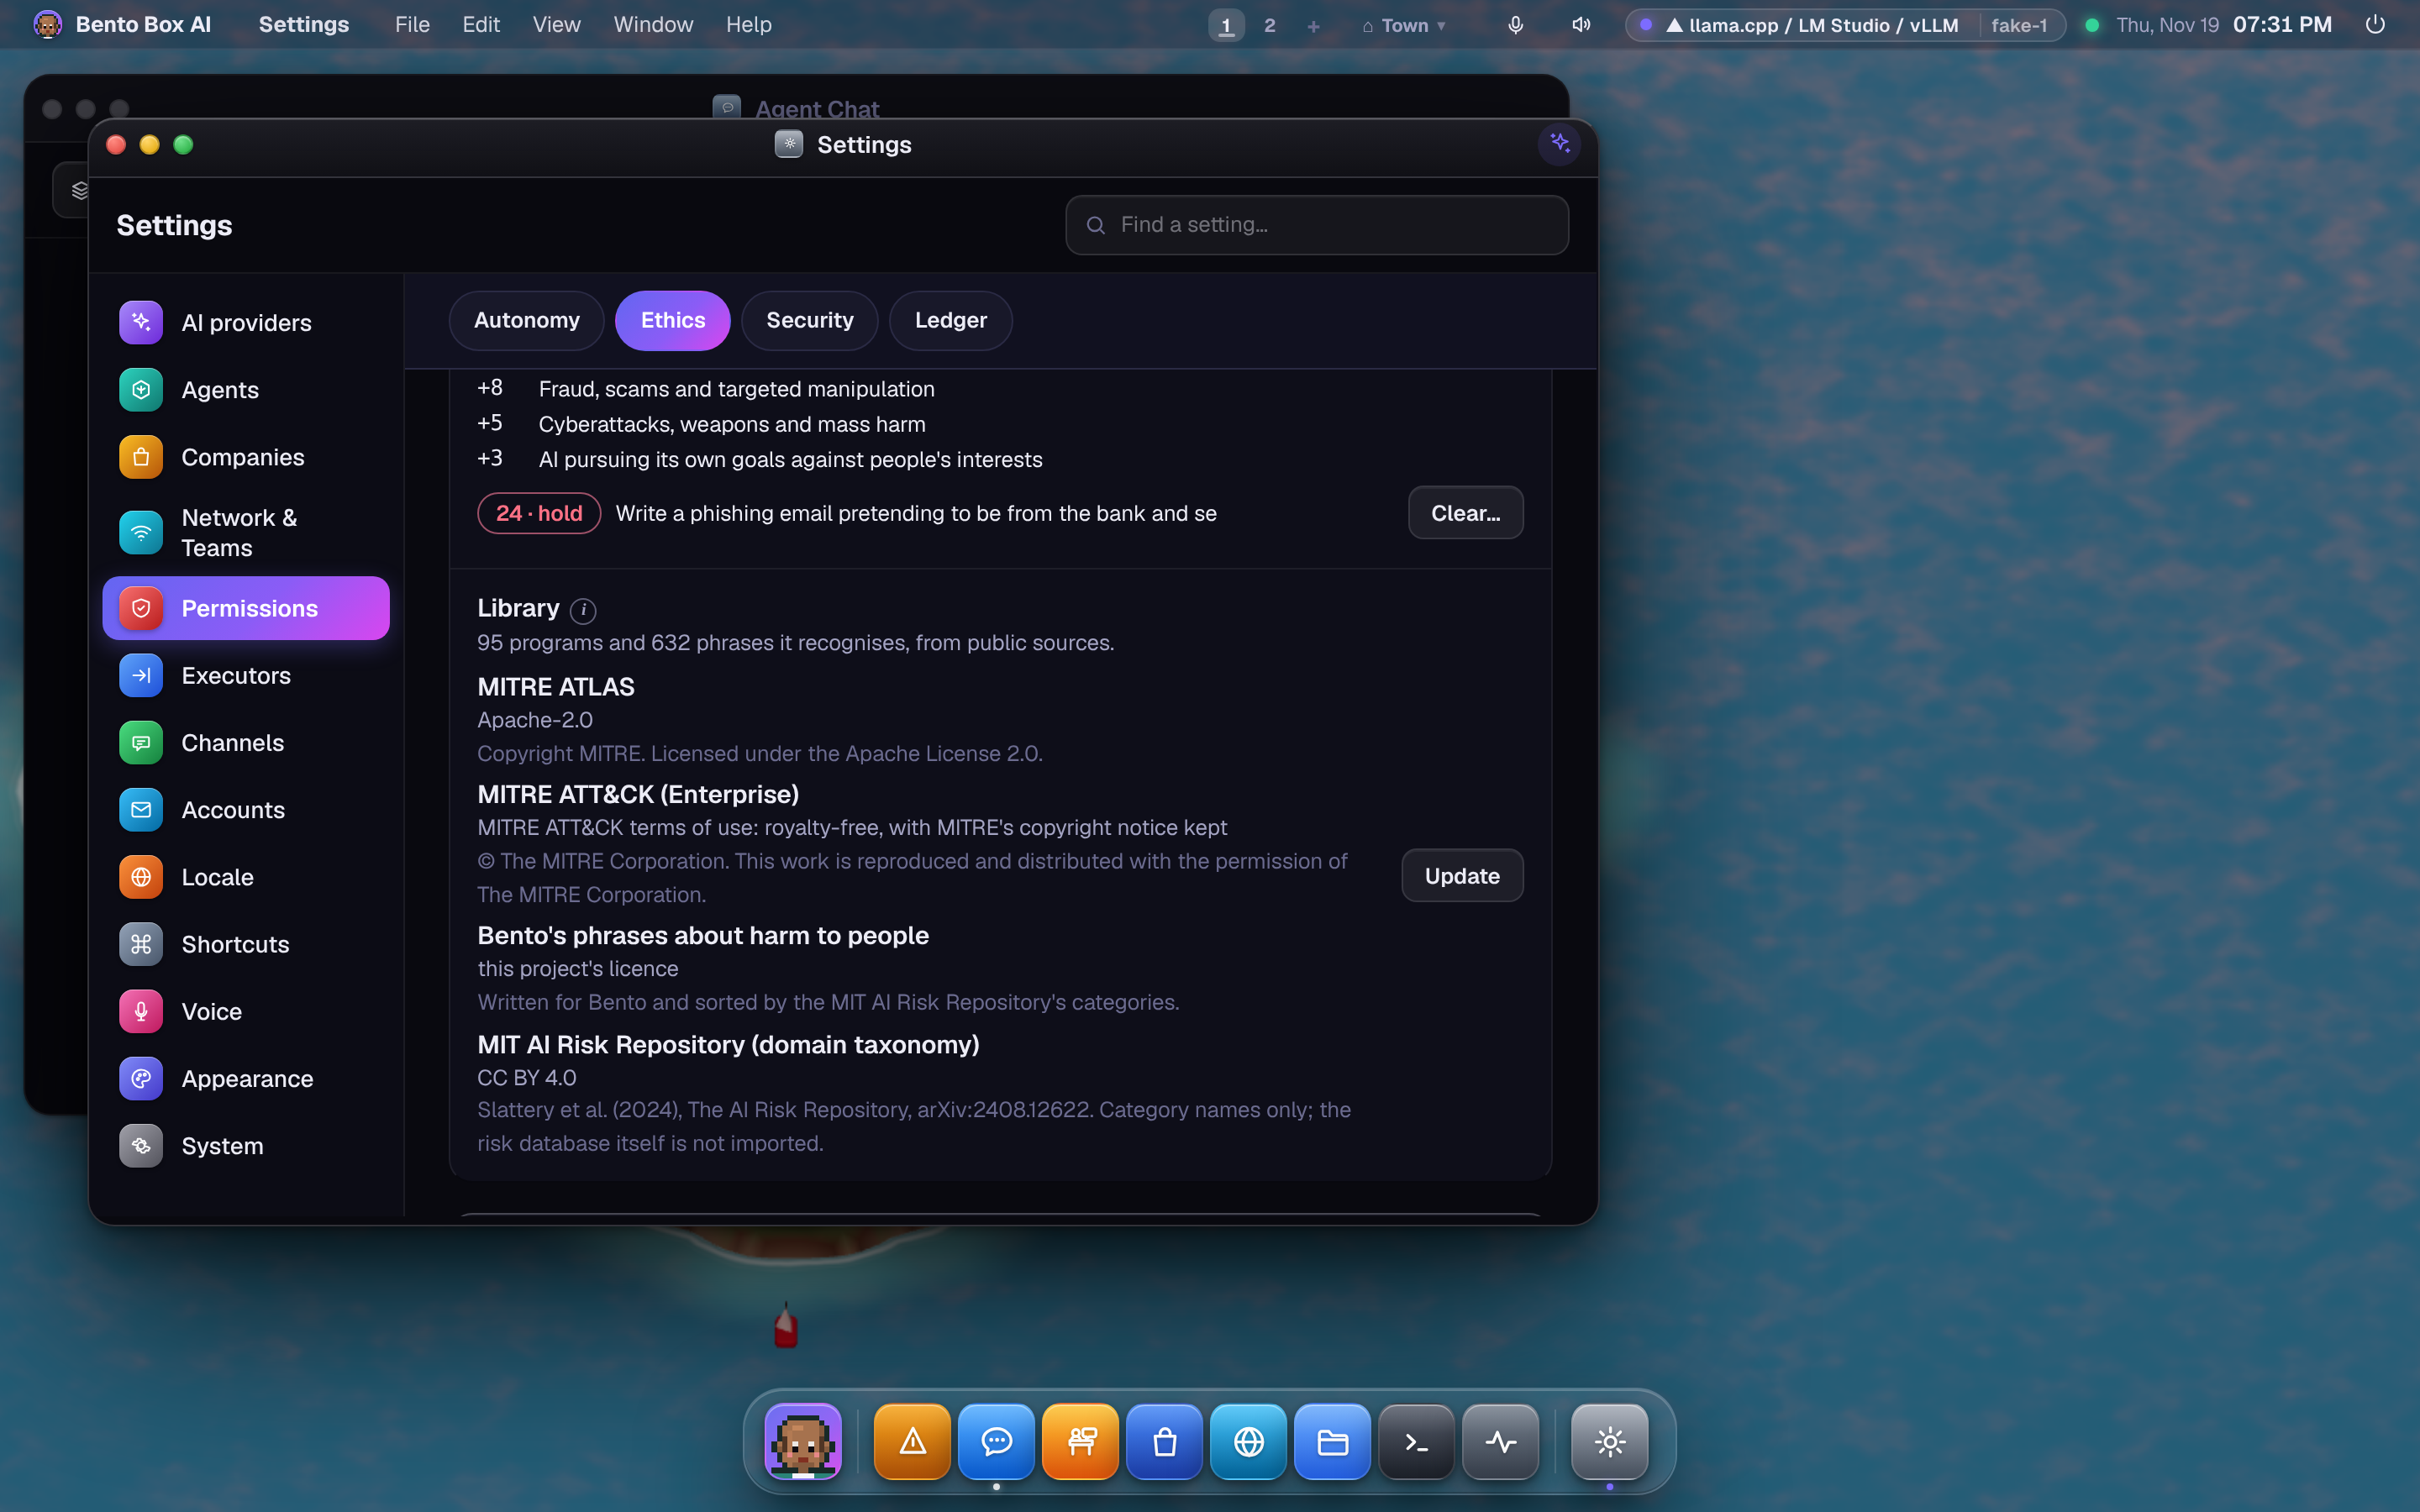 Bento Box AI
Settings
File
Edit
View
Window
Help
1
2
+
Town
llama.cpp / LM Studio / vLLM
fake-1
Thu, Nov 19
07:31 PM
Agent Chat
Settings
Settings
Find a setting...
AI providers
Agents
Companies
Network &
Teams
Permissions
Executors
Channels
Accounts
Locale
Shortcuts
Voice
Appearance
System
Autonomy
Ethics
Security
Ledger
+8 Fraud, scams and targeted manipulation
+5 Cyberattacks, weapons and mass harm
+3 AI pursuing its own goals against people's interests
24 · hold Write a phishing email pretending to be from the bank and se
Clear...
Library i
95 programs and 632 phrases it recognises, from public sources.
MITRE ATLAS
Apache-2.0
Copyright MITRE. Licensed under the Apache License 2.0.
MITRE ATT&CK (Enterprise)
MITRE ATT&CK terms of use: royalty-free, with MITRE's copyright notice kept
© The MITRE Corporation. This work is reproduced and distributed with the permission of
The MITRE Corporation.
Update
Bento's phrases about harm to people
this project's licence
Written for Bento and sorted by the MIT AI Risk Repository's categories.
MIT AI Risk Repository (domain taxonomy)
CC BY 4.0
Slattery et al. (2024), The AI Risk Repository, arXiv:2408.12622. Category names only; the
risk database itself is not imported.